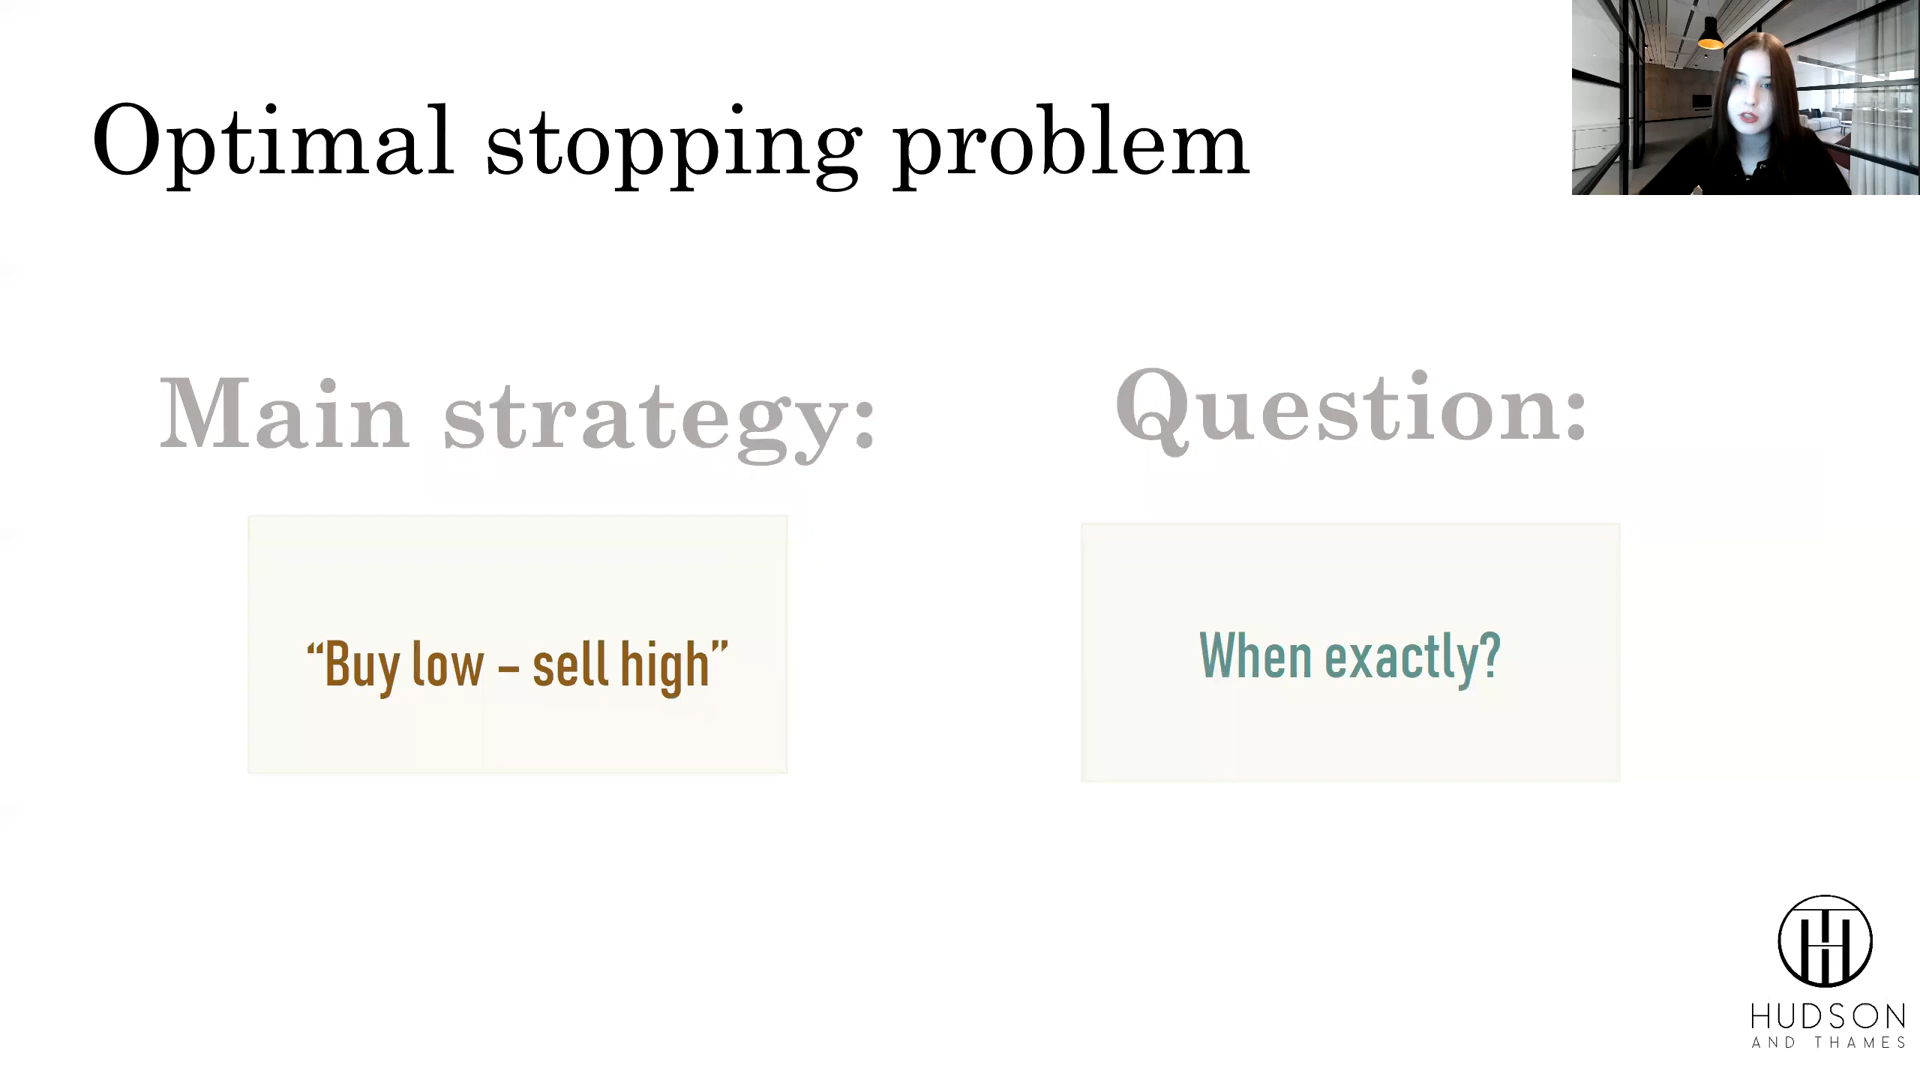 Optimal stopping problem
Main strategy:
“Buy low – sell high”
Question:
When exactly?
HUDSON
AND THAMES